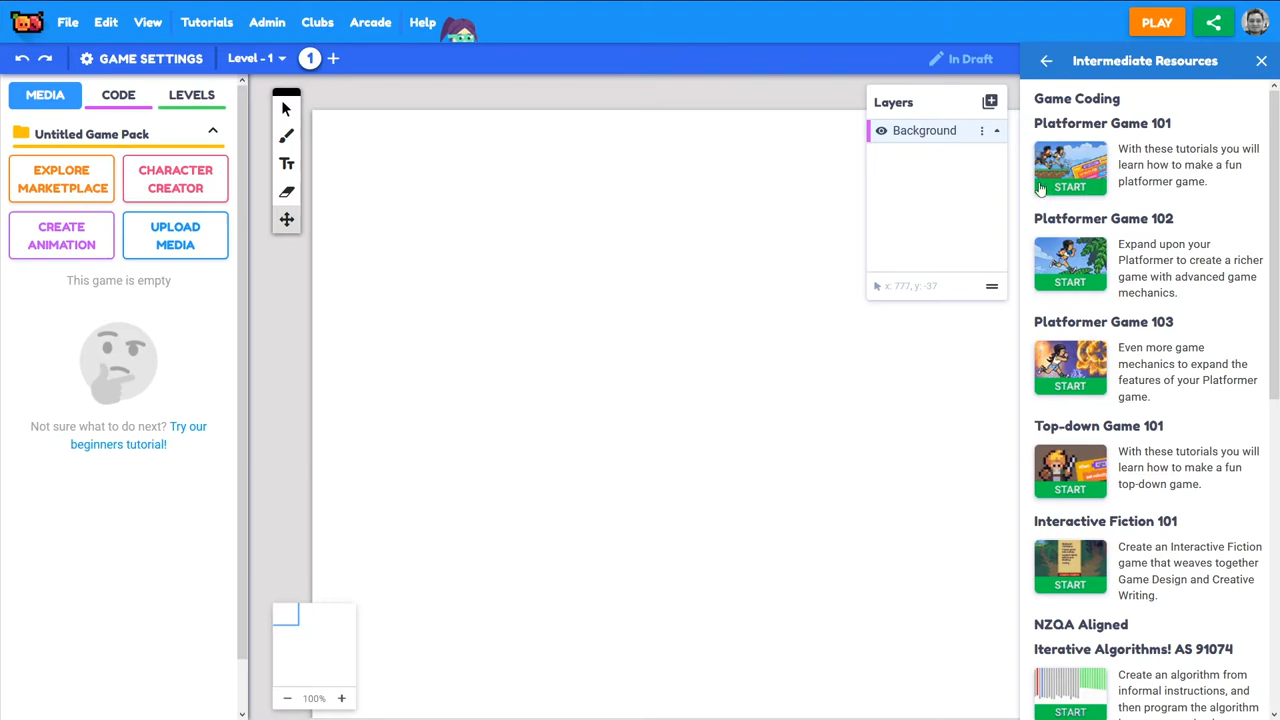 File Edit View Tutorials Admin Clubs Arcade Help PLAY
GAME SETTINGS Level - 1 1 + In Draft
Intermediate Resources
MEDIA CODE LEVELS
Untitled Game Pack
EXPLORE
MARKETPLACE
CHARACTER
CREATOR
CREATE
ANIMATION
UPLOAD
MEDIA
This game is empty
Not sure what to do next? Try our
beginners tutorial!
Tт
100%
Layers
Background
x: 777, y: -37
Game Coding
Platformer Game 101
START
With these tutorials you will
learn how to make a fun
platformer game.
Platformer Game 102
START
Expand upon your
Platformer to create a richer
game with advanced game
mechanics.
Platformer Game 103
START
Even more game
mechanics to expand the
features of your Platformer
game.
Top-down Game 101
START
With these tutorials you will
learn how to make a fun
top-down game.
Interactive Fiction 101
START
Create an Interactive Fiction
game that weaves together
Game Design and Creative
Writing.
NZQA Aligned
Iterative Algorithms! AS 91074
START
Create an algorithm from
informal instructions, and
then program the algorithm